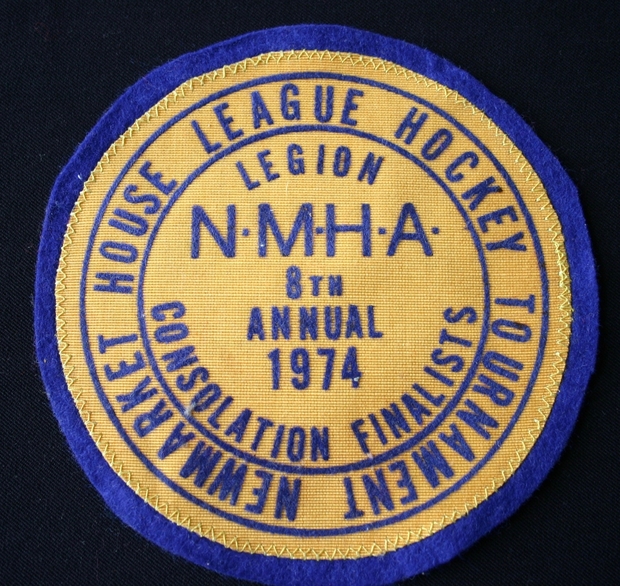 NEWMARKET HOUSE LEAGUE HOCKEY TOURNAMENT
LEGION
N·M·H·A·
8TH
ANNUAL
1974
CONSOLATION FINALISTS